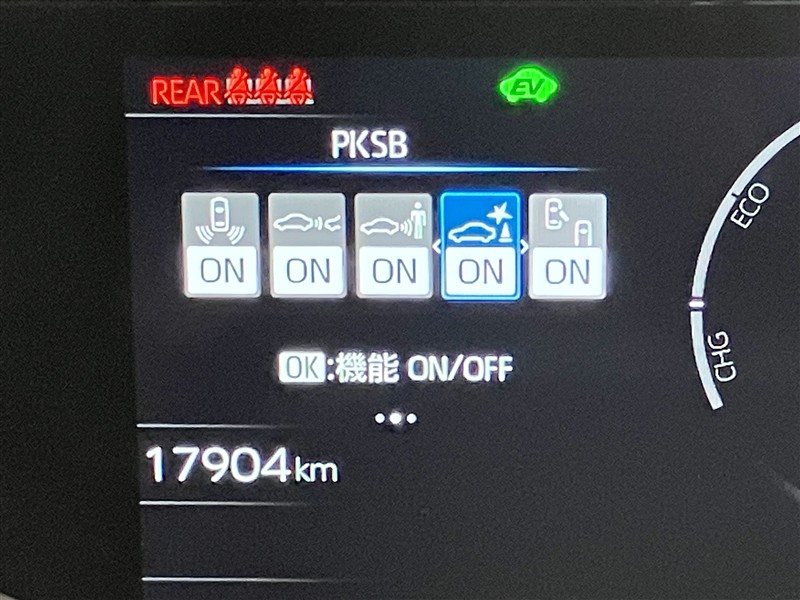 REAR
EV
PKSB
ON ON ON ON ON
ECO
OK:機能 ON/OFF
CHG
17904km